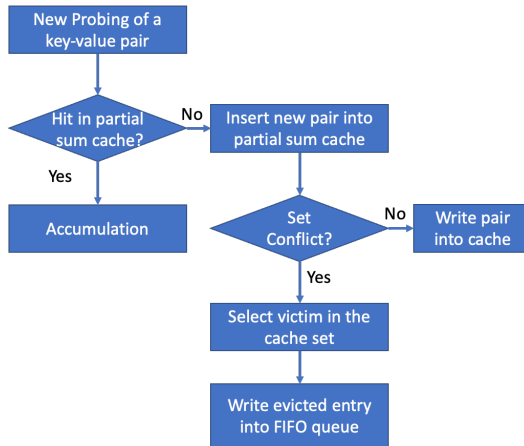 New Probing of a
key-value pair
Hit in partial
sum cache?
No
Insert new pair into
partial sum cache
Yes
Accumulation
Set
Conflict?
No
Write pair
into cache
Yes
Select victim in the
cache set
Write evicted entry
into FIFO queue